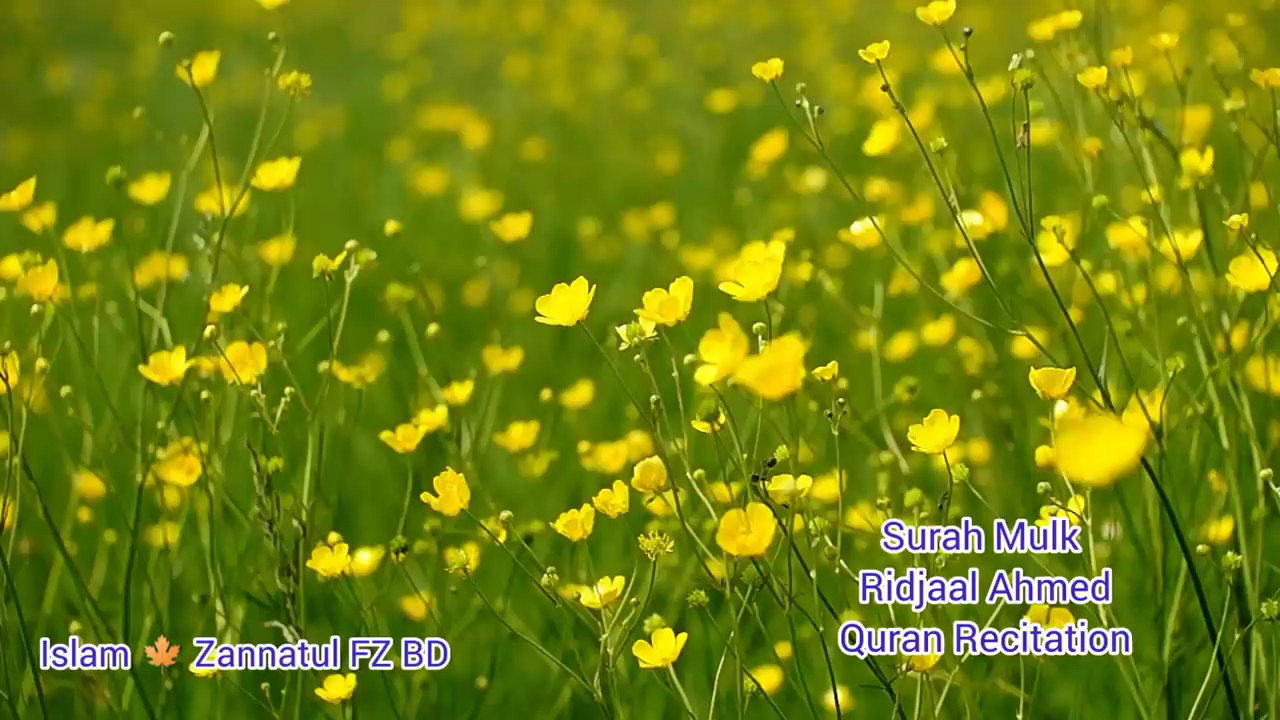 Surah Mulk
Ridjaal Ahmed
Quran Recitation
Islam 🍁 Zannatul FZ BD